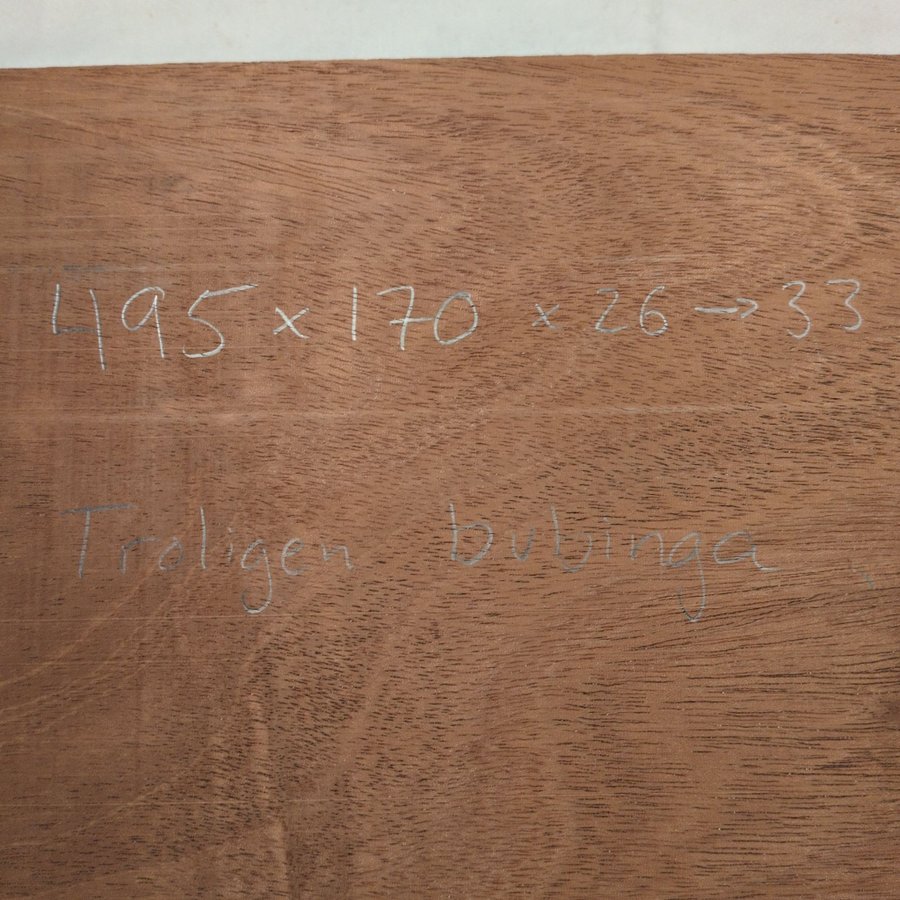 495 x 170 x 26 → 33
Troligen bubinga